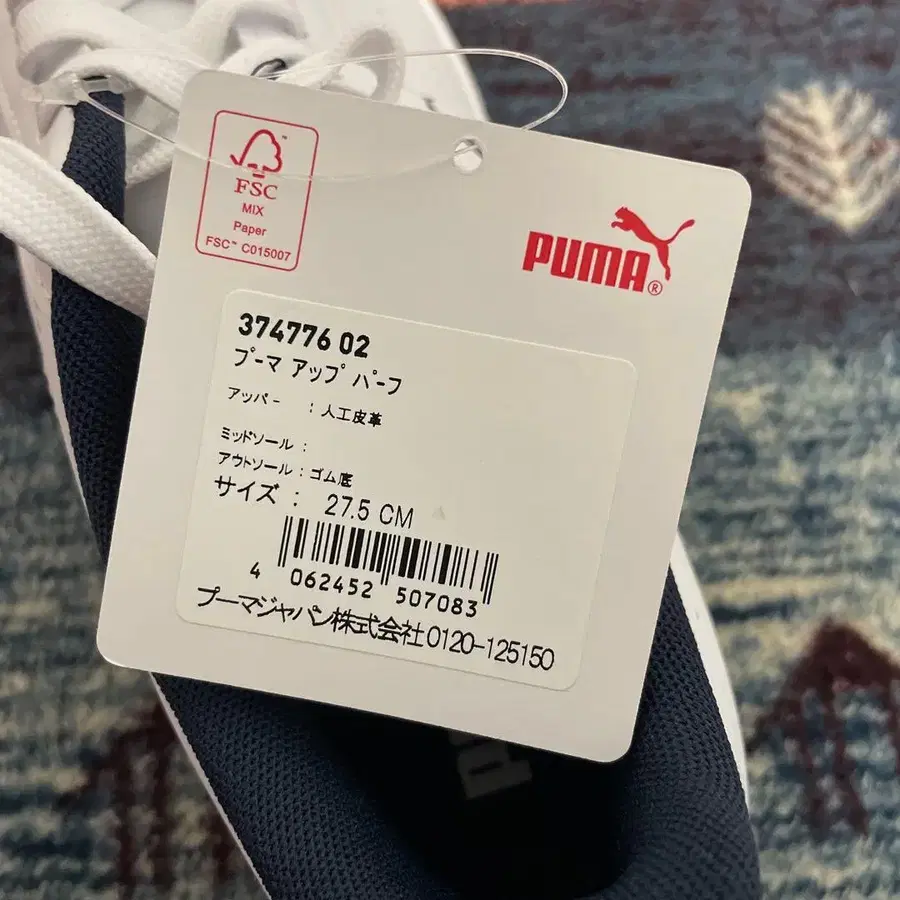 FSC™
MIX
Paper
FSC™ C015007
PUMA®
374776 02
プーマ アップ パーフ
アッパー : 人工皮革
ミッドソール :
アウトソール : ゴム底
サイズ : 27.5 CM
4 062452 507083
プーマジャパン株式会社 0120-125150